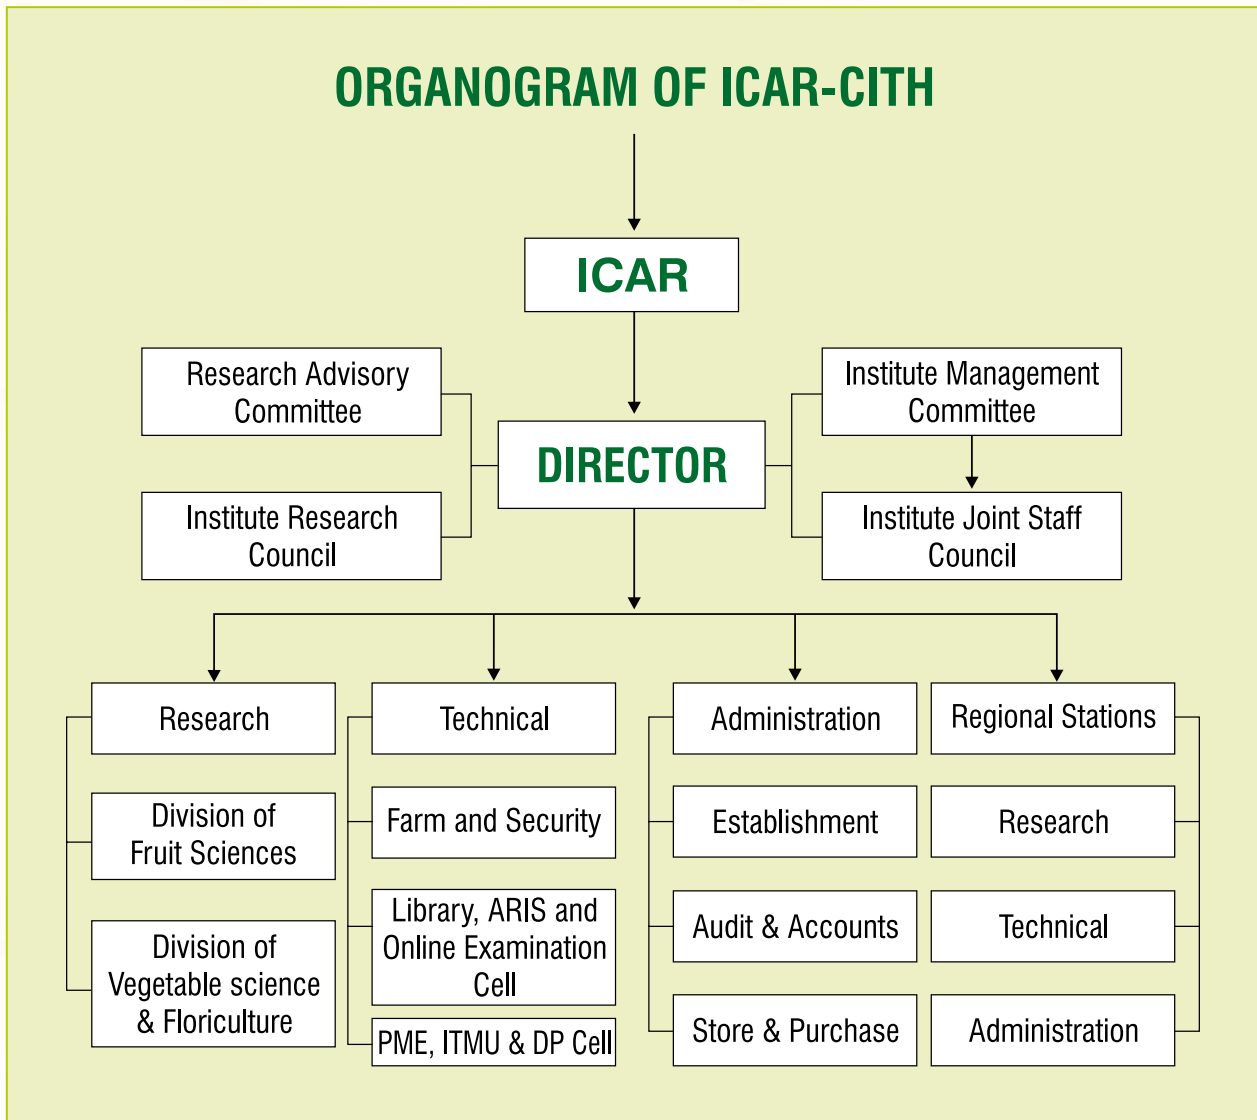 ORGANOGRAM OF ICAR-CITH
ICAR
Research Advisory
Committee
Institute Management
Committee
DIRECTOR
Institute Research
Council
Institute Joint Staff
Council
Research
Technical
Administration
Regional Stations
Division of
Fruit Sciences
Farm and Security
Establishment
Research
Division of
Vegetable science
& Floriculture
Library, ARIS and
Online Examination
Cell
Audit & Accounts
Technical
PME, ITMU & DP Cell
Store & Purchase
Administration